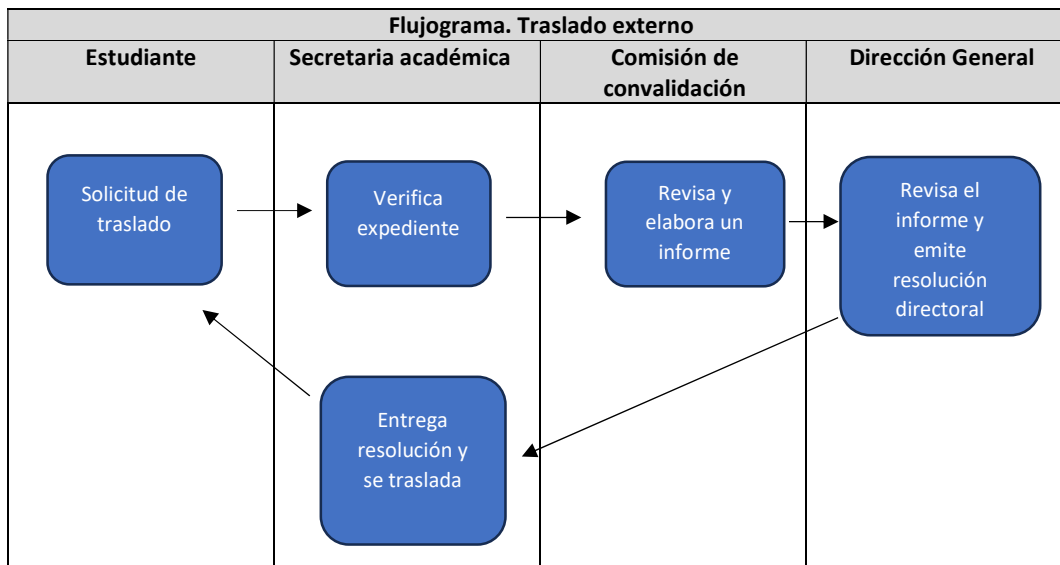 Flujograma. Traslado externo
Estudiante
Secretaria académica
Comisión de
convalidación
Dirección General
Solicitud de
traslado
Verifica
expediente
Revisa y
elabora un
informe
Revisa el
informe y
emite
resolución
directoral
Entrega
resolución y
se traslada